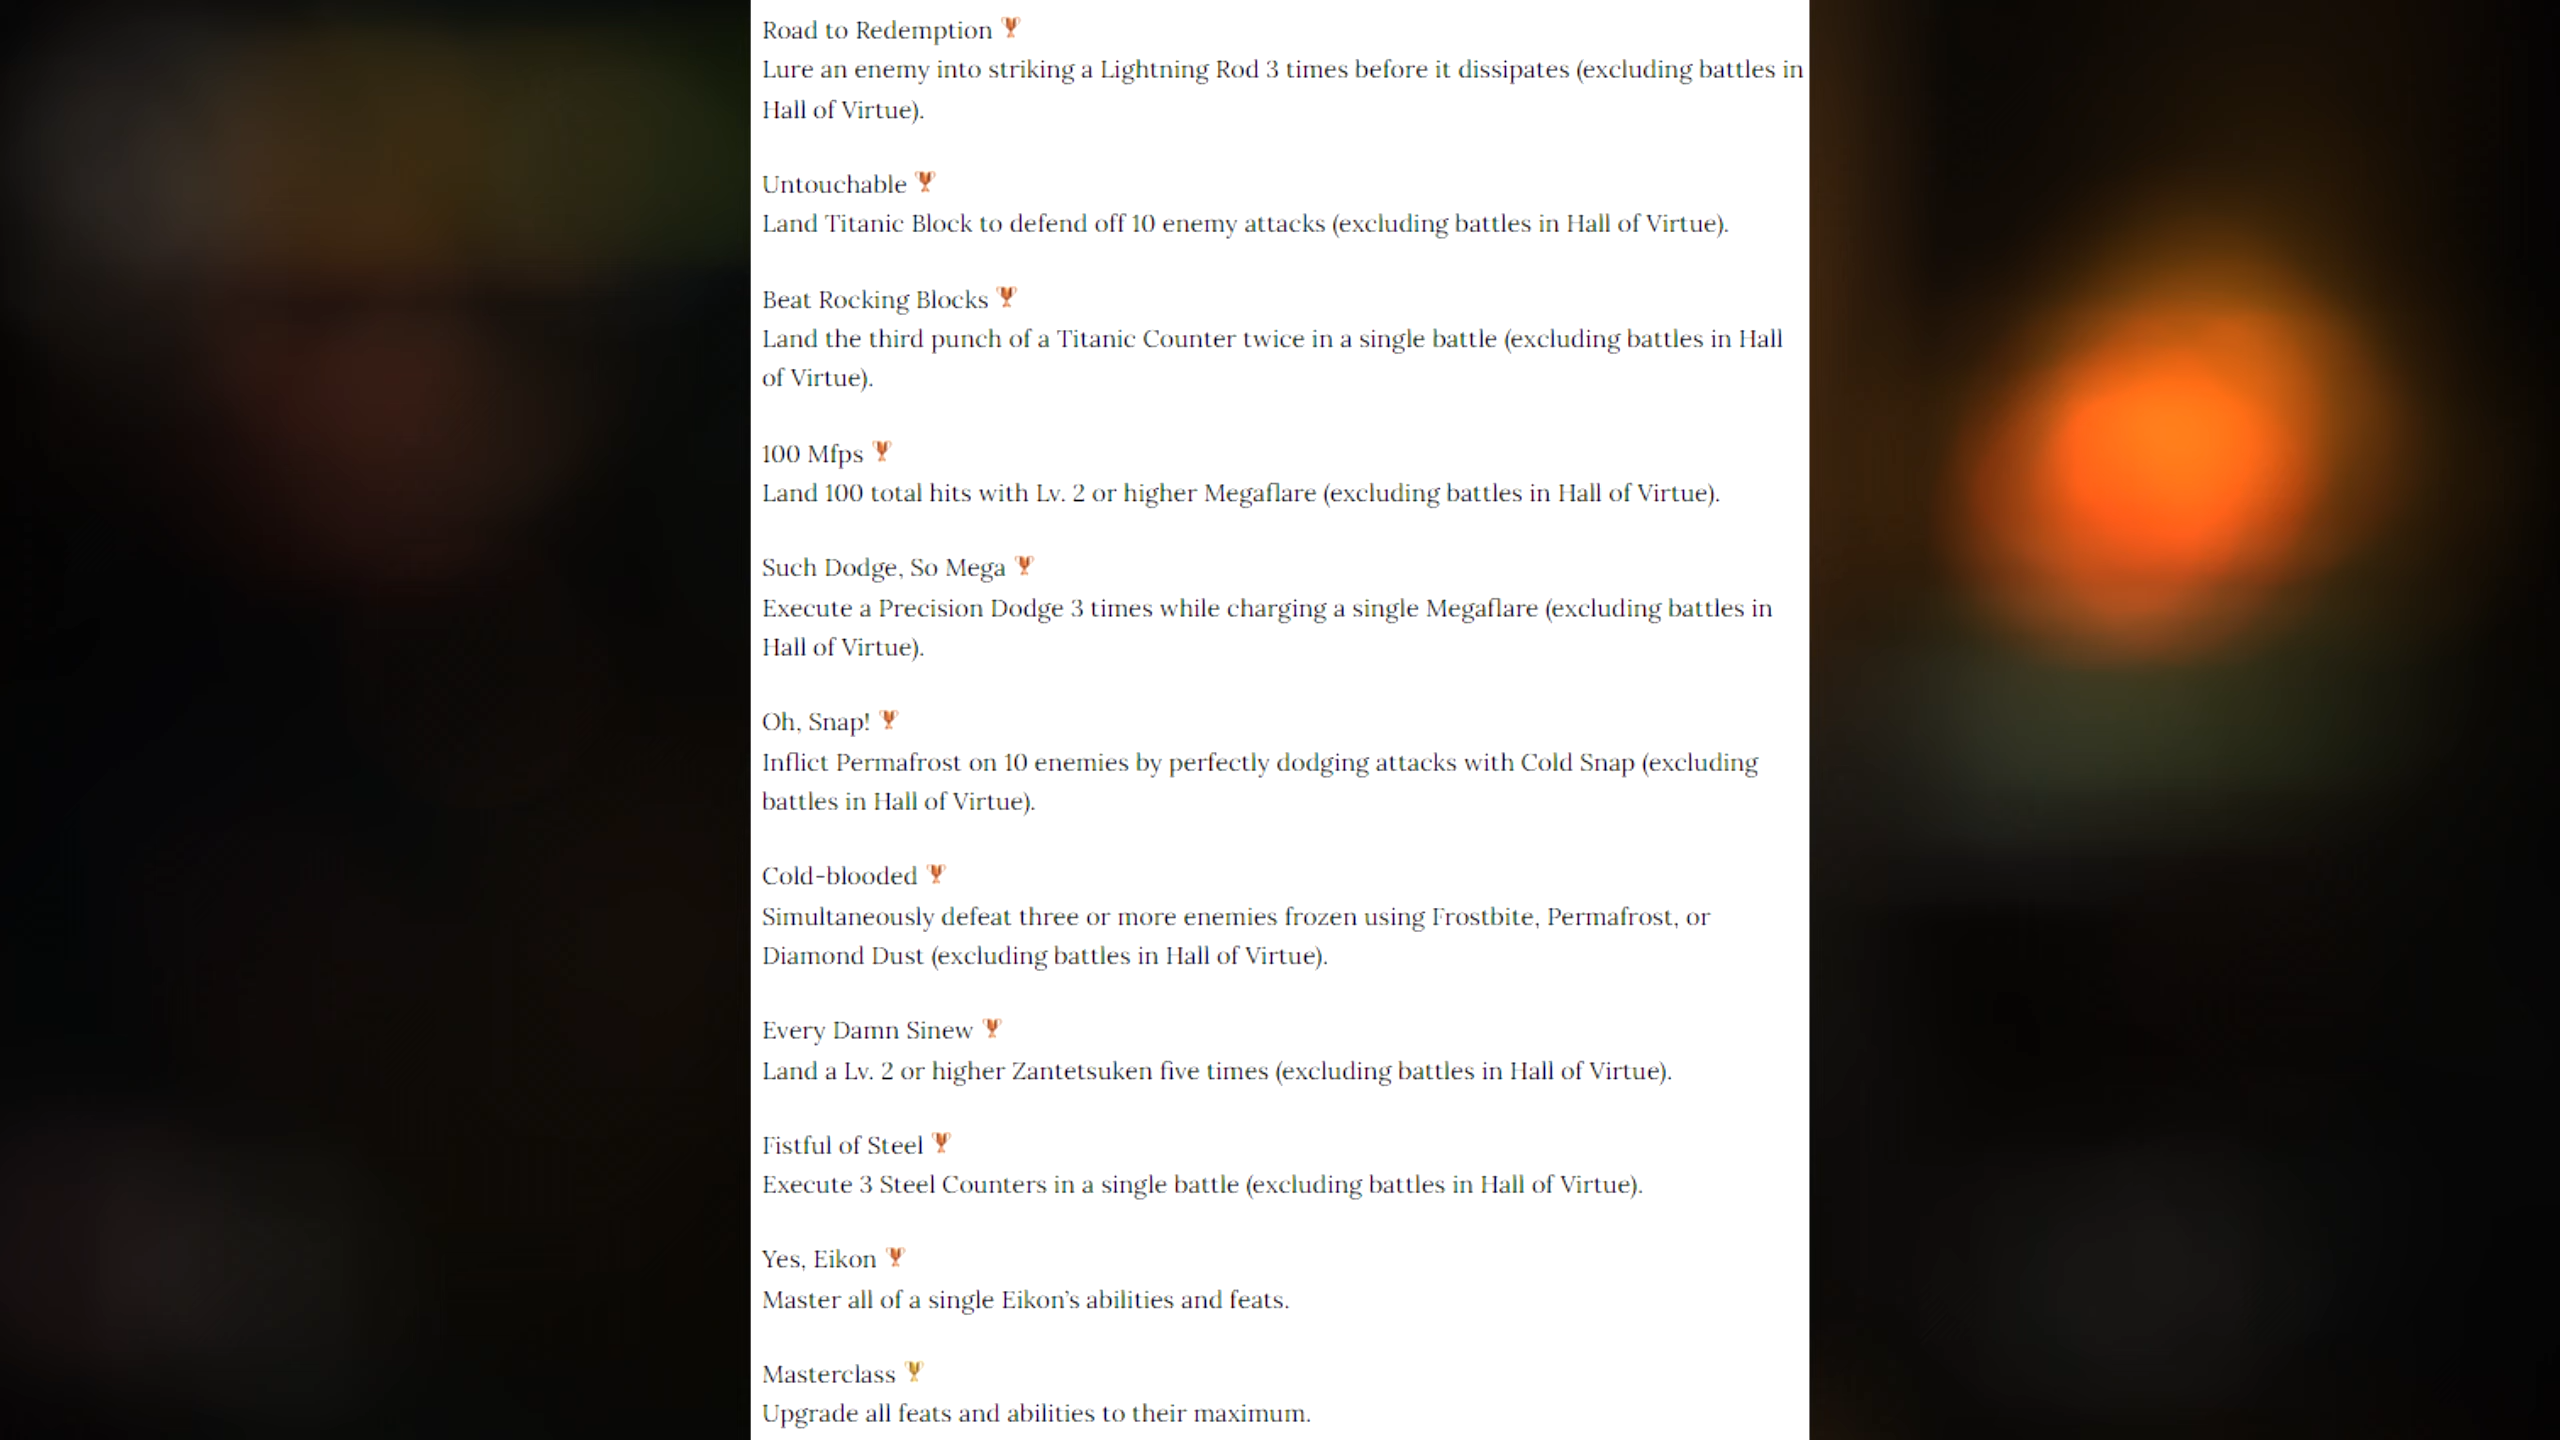 Road to Redemption
Lure an enemy into striking a Lightning Rod 3 times before it dissipates (excluding battles in
Hall of Virtue).
Untouchable
Land Titanic Block to defend off 10 enemy attacks (excluding battles in Hall of Virtue).
Beat Rocking Blocks
Land the third punch of a Titanic Counter twice in a single battle (excluding battles in Hall
of Virtue).
100 Mfps
Land 100 total hits with Lv. 2 or higher Megaflare (excluding battles in Hall of Virtue).
Such Dodge, So Mega
Execute a Precision Dodge 3 times while charging a single Megaflare (excluding battles in
Hall of Virtue).
Oh, Snap!
Inflict Permafrost on 10 enemies by perfectly dodging attacks with Cold Snap (excluding
battles in Hall of Virtue).
Cold-blooded
Simultaneously defeat three or more enemies frozen using Frostbite, Permafrost, or
Diamond Dust (excluding battles in Hall of Virtue).
Every Damn Sinew
Land a Lv. 2 or higher Zantetsuken five times (excluding battles in Hall of Virtue).
Fistful of Steel
Execute 3 Steel Counters in a single battle (excluding battles in Hall of Virtue).
Yes, Eikon
Master all of a single Eikon’s abilities and feats.
Masterclass
Upgrade all feats and abilities to their maximum.